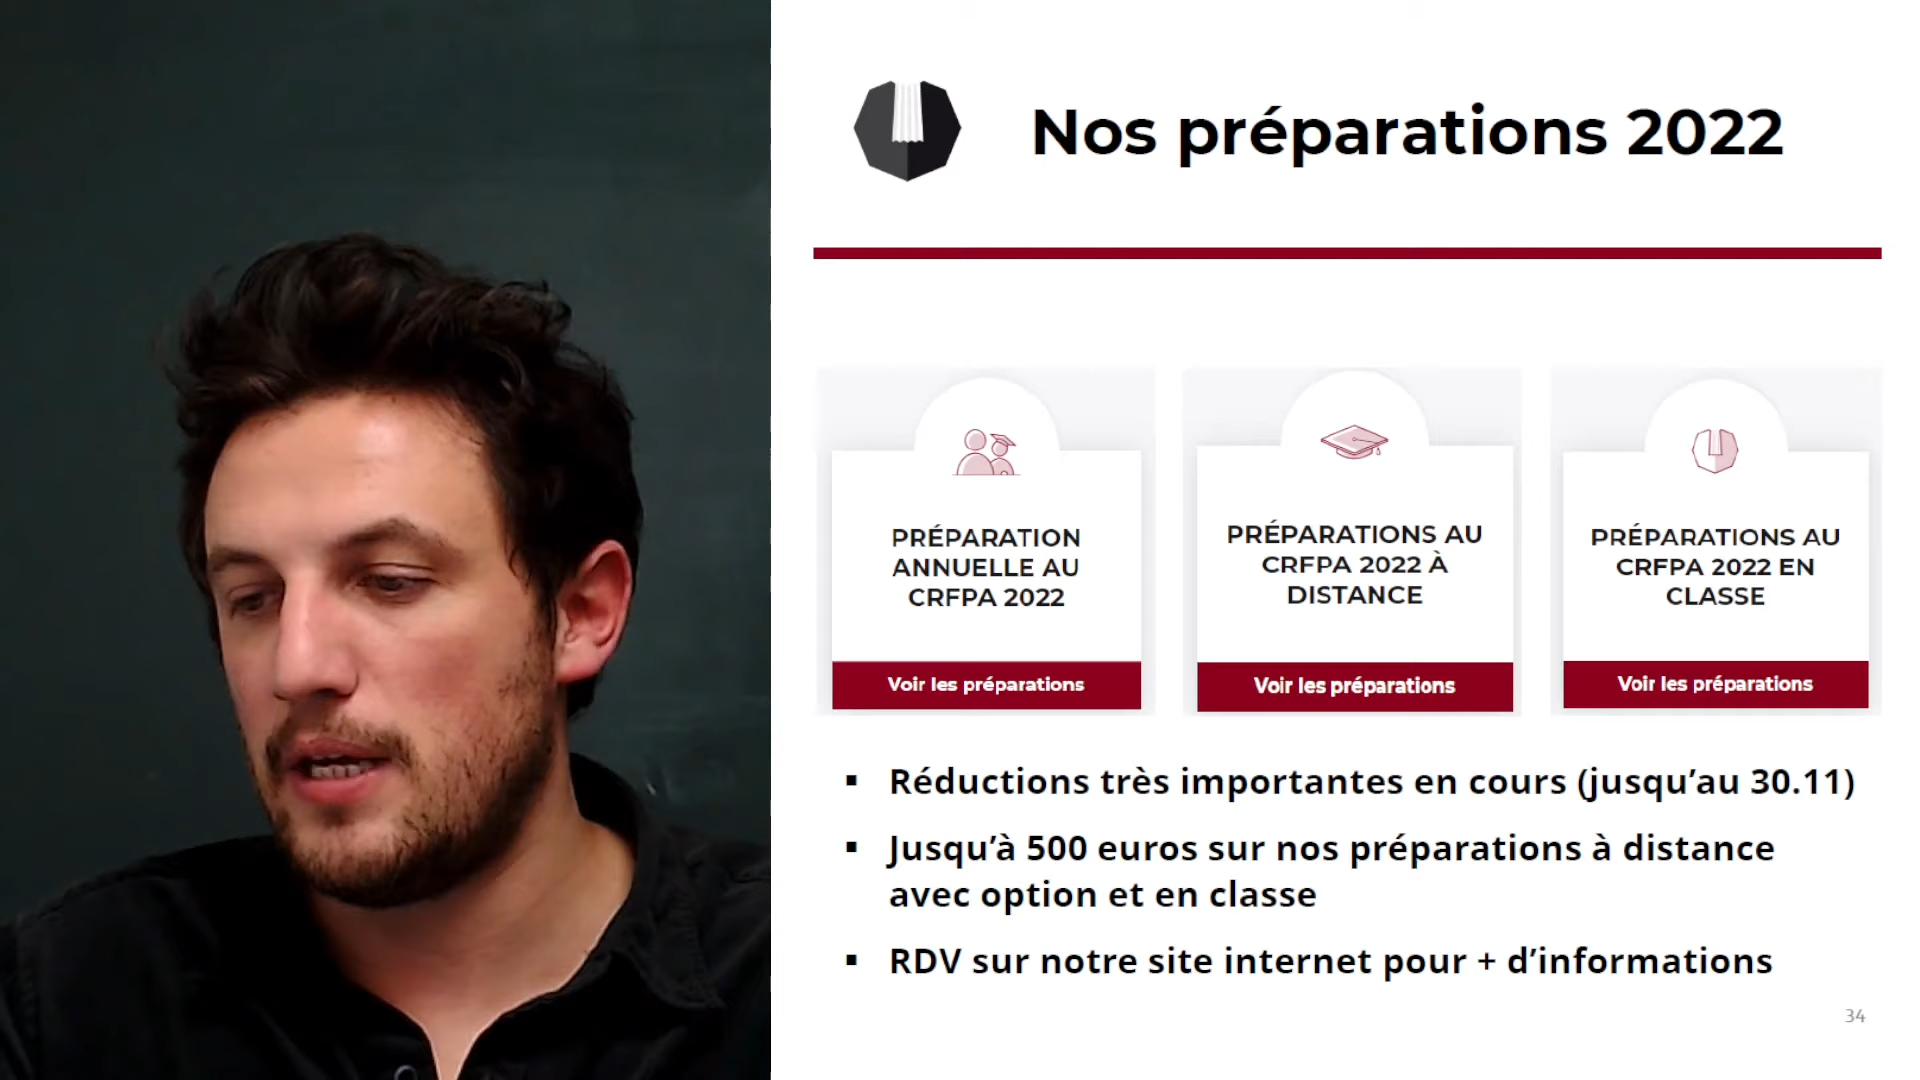 Nos préparations 2022
PRÉPARATION
ANNUELLE AU
CRFPA 2022
Voir les préparations
PRÉPARATIONS AU
CRFPA 2022 À
DISTANCE
Voir les préparations
PRÉPARATIONS AU
CRFPA 2022 EN
CLASSE
Voir les préparations
▪ Réductions très importantes en cours (jusqu’au 30.11)
▪ Jusqu’à 500 euros sur nos préparations à distance
avec option et en classe
▪ RDV sur notre site internet pour + d’informations
34